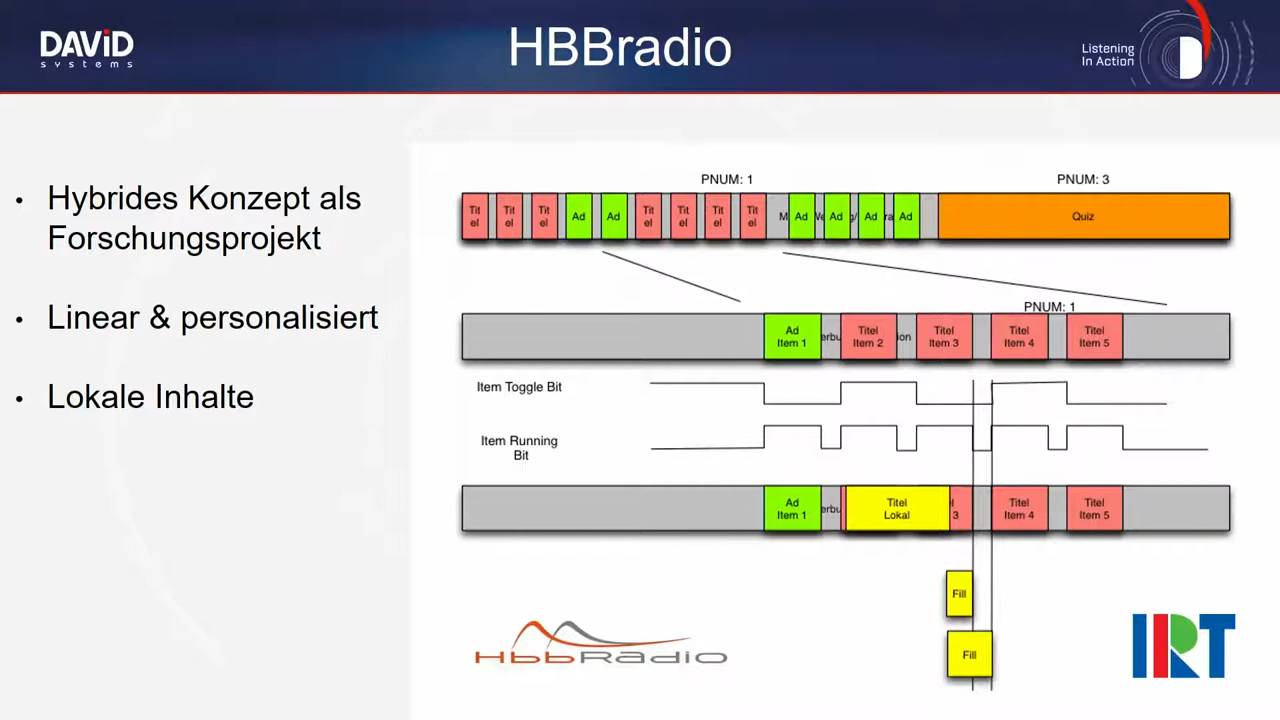 DAViD
systems
HBBradio
Listening
In Action
• Hybrides Konzept als
Forschungsprojekt
• Linear & personalisiert
• Lokale Inhalte
PNUM: 1
PNUM: 3
Tit
el
Tit
el
Tit
el
Ad
Ad
Tit
el
Tit
el
Tit
el
Tit
el
Ad
Ad
Ad
Ad
Quiz
PNUM: 1
Ad
Item 1
Titel
Item 2
Titel
Item 3
Titel
Item 4
Titel
Item 5
Item Toggle Bit
Item Running
Bit
Ad
Item 1
Titel
Lokal
3
Titel
Item 4
Titel
Item 5
Fill
Fill
HbbRadio
IRT